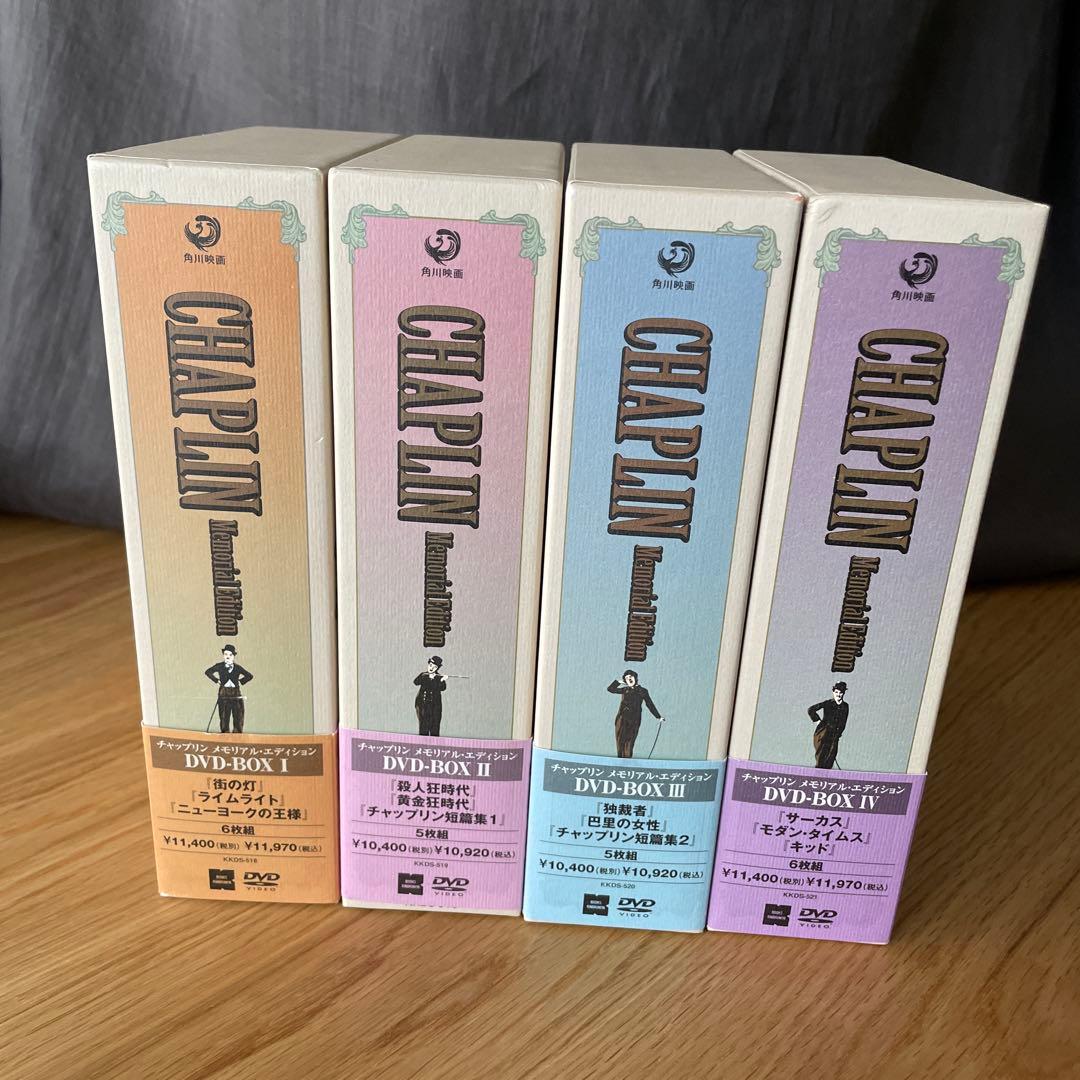 角川映画
CHAPLIN
Memorial Edition
チャップリン メモリアル・エディション
DVD-BOX I
『街の灯』
『ライムライト』
『ニューヨークの王様』
6枚組
¥11,400(税別)¥11,970(税込)
KKDS-518
DVD
VIDEO
角川映画
CHAPLIN
Memorial Edition
チャップリン メモリアル・エディション
DVD-BOX II
『殺人狂時代』
『黄金狂時代』
『チャップリン短篇集1』
5枚組
¥10,400(税別)¥10,920(税込)
KKDS-519
DVD
VIDEO
角川映画
CHAPLIN
Memorial Edition
チャップリン メモリアル・エディション
DVD-BOX III
『独裁者』
『巴里の女性』
『チャップリン短篇集2』
5枚組
¥10,400(税別)¥10,920(税込)
KKDS-520
DVD
VIDEO
角川映画
CHAPLIN
Memorial Edition
チャップリン メモリアル・エディション
DVD-BOX IV
『サーカス』
『モダン・タイムス』
『キッド』
6枚組
¥11,400(税別)¥11,970(税込)
KKDS-521
DVD
VIDEO